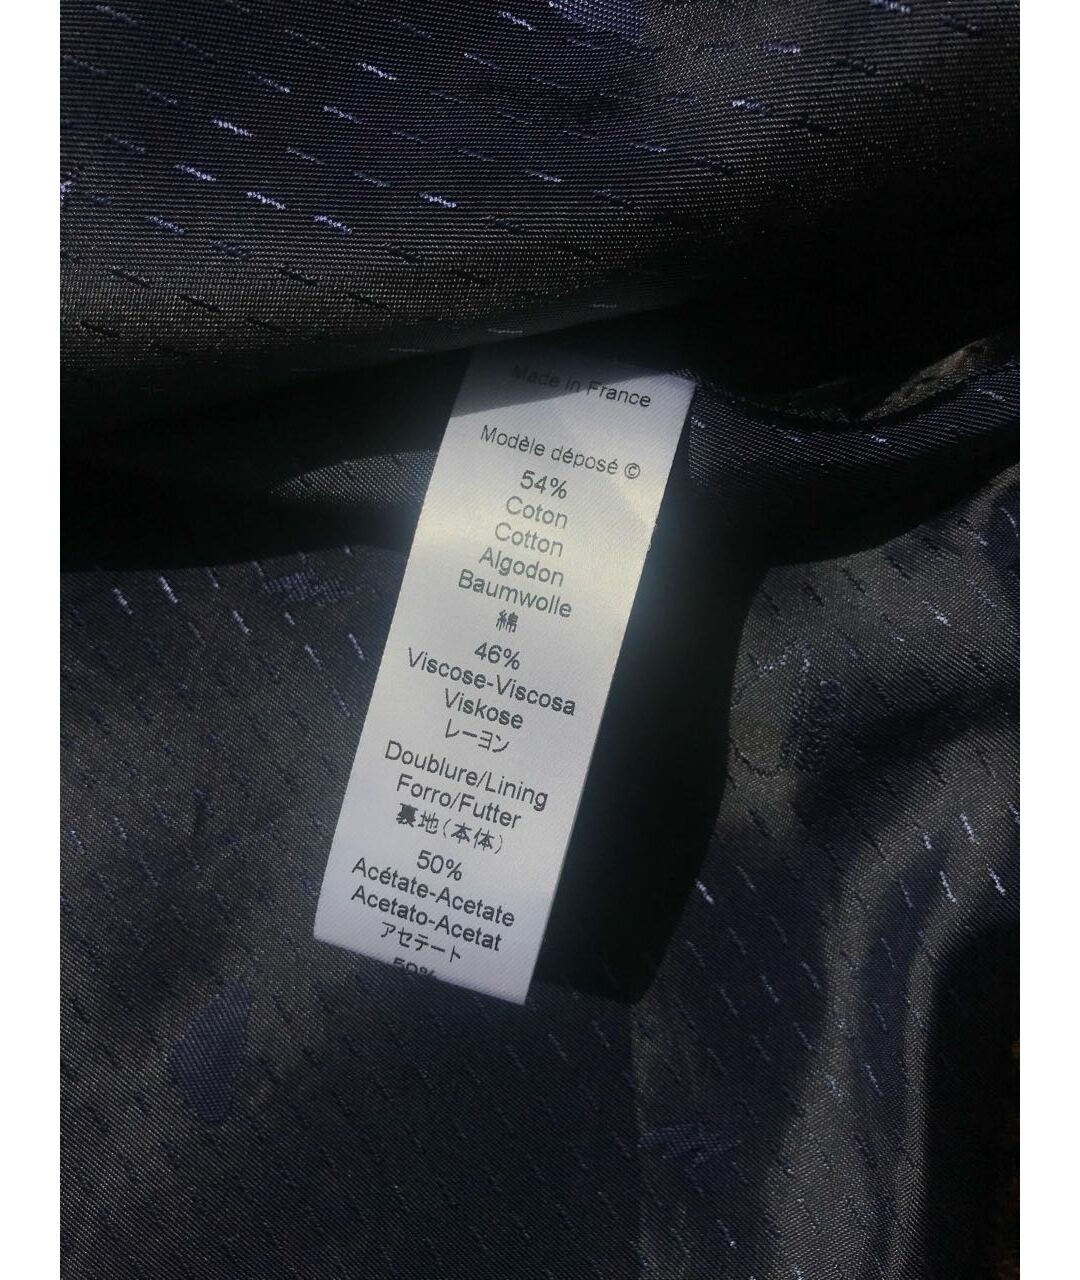 Made in France
Modèle déposé ©
54%
Coton
Cotton
Algodon
Baumwolle
綿
46%
Viscose-Viscosa
Viskose
レーヨン
Doublure/Lining
Forro/Futter
裏地(本体)
50%
Acétate-Acetate
Acetato-Acetat
アセテート
50%